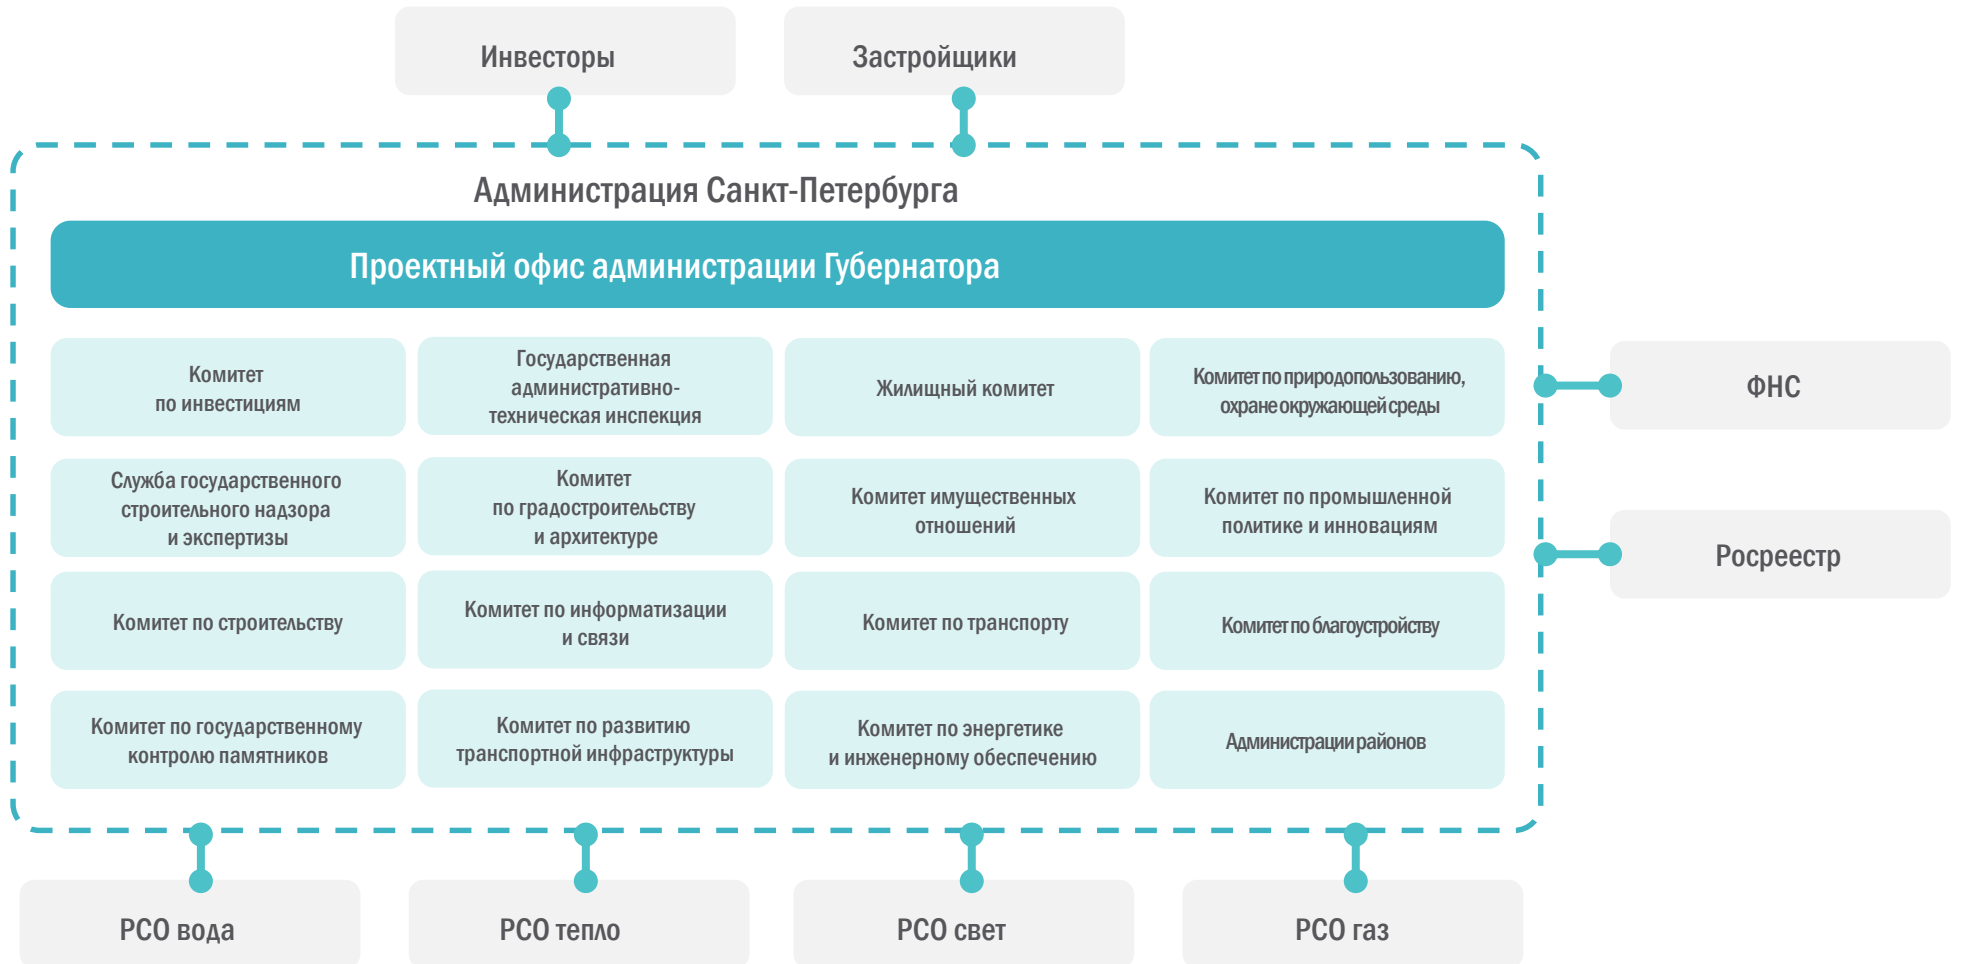 Инвесторы
Застройщики
Администрация Санкт-Петербурга
Проектный офис администрации Губернатора
Комитет
по инвестициям
Государственная
административно-
техническая инспекция
Жилищный комитет
Комитет по природопользованию,
охране окружающей среды
ФНС
Служба государственного
строительного надзора
и экспертизы
Комитет
по градостроительству
и архитектуре
Комитет имущественных
отношений
Комитет по промышленной
политике и инновациям
Росреестр
Комитет по строительству
Комитет по информатизации
и связи
Комитет по транспорту
Комитет по благоустройству
Комитет по государственному
контролю памятников
Комитет по развитию
транспортной инфраструктуры
Комитет по энергетике
и инженерному обеспечению
Администрации районов
РСО вода
РСО тепло
РСО свет
РСО газ